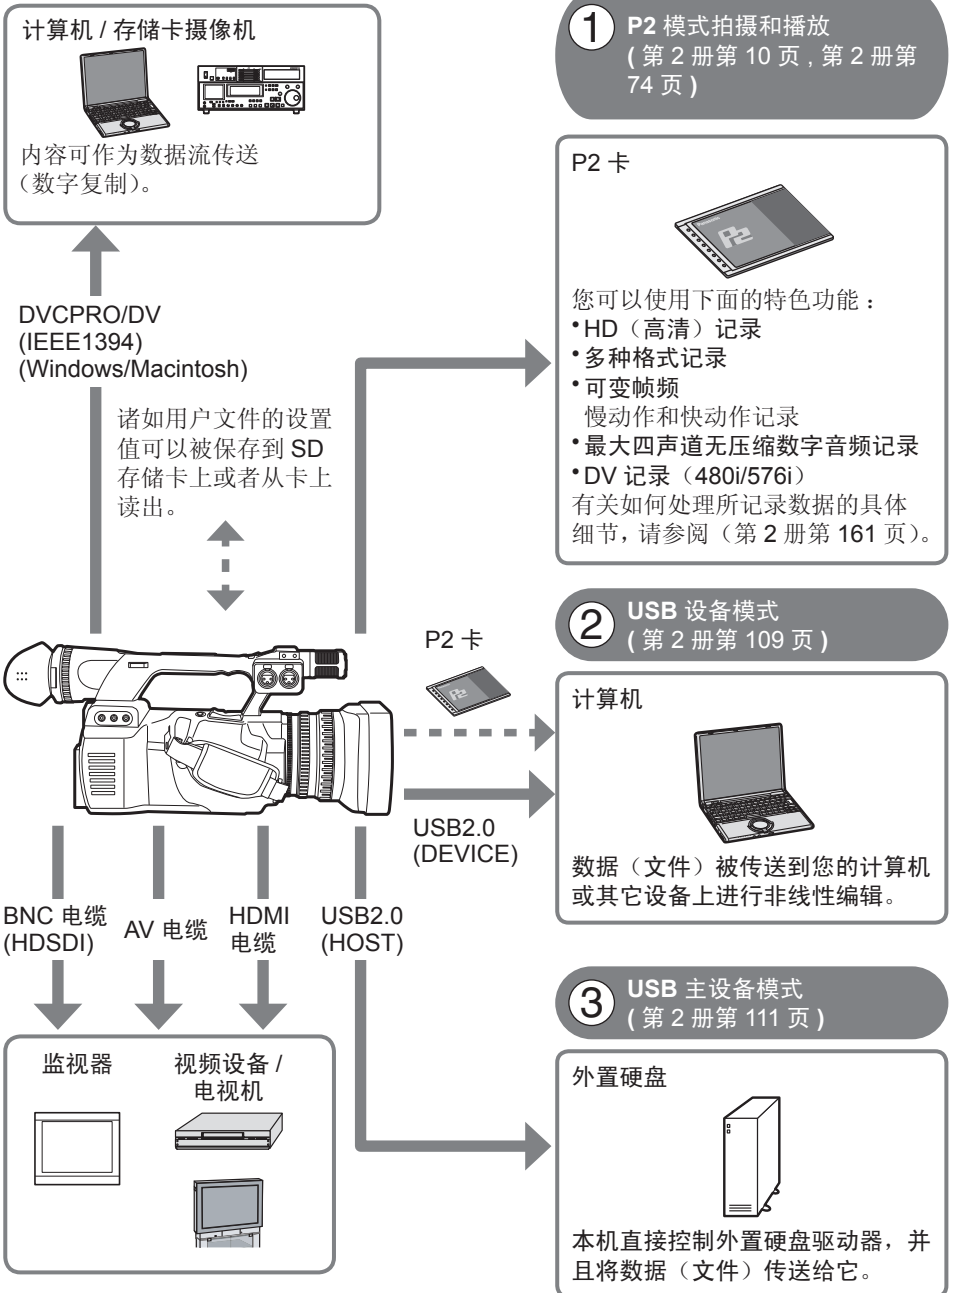 计算机 / 存储卡摄像机
内容可作为数据流传送
（数字复制）。
DVCPRO/DV
(IEEE1394)
(Windows/Macintosh)
诸如用户文件的设置
值可以被保存到 SD
存储卡上或者从卡上
读出。
① P2 模式拍摄和播放
( 第 2 册第 10 页 , 第 2 册第
74 页 )
P2 卡
P2
您可以使用下面的特色功能：
•HD（高清）记录
•多种格式记录
•可变帧频
慢动作和快动作记录
•最大四声道无压缩数字音频记录
•DV 记录（480i/576i）
有关如何处理所记录数据的具体
细节，请参阅（第 2 册第 161 页）。
P2 卡
P2
USB2.0
(DEVICE)
② USB 设备模式
( 第 2 册第 109 页 )
计算机
数据（文件）被传送到您的计算机
或其它设备上进行非线性编辑。
BNC 电缆
(HDSDI)
AV 电缆
HDMI
电缆
USB2.0
(HOST)
监视器
视频设备 /
电视机
③ USB 主设备模式
( 第 2 册第 111 页 )
外置硬盘
本机直接控制外置硬盘驱动器，并
且将数据（文件）传送给它。